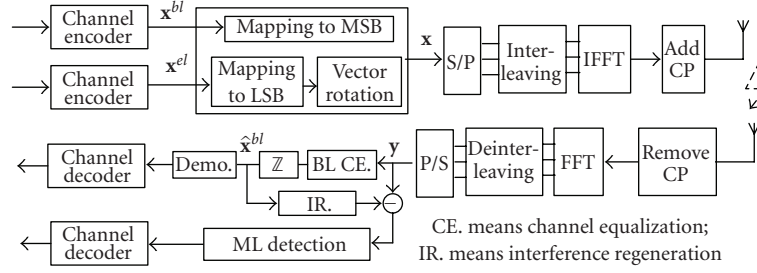 Channel encoder
x^{bl}
Mapping to MSB
Channel encoder
x^{el}
Mapping to LSB
Vector rotation
x
S/P
Inter-leaving
IFFT
Add CP
Channel decoder
Demo.
x̂^{bl}
ℤ
BL CE.
y
P/S
Deinter-leaving
FFT
Remove CP
IR.
−
Channel decoder
ML detection
CE. means channel equalization;
IR. means interference regeneration